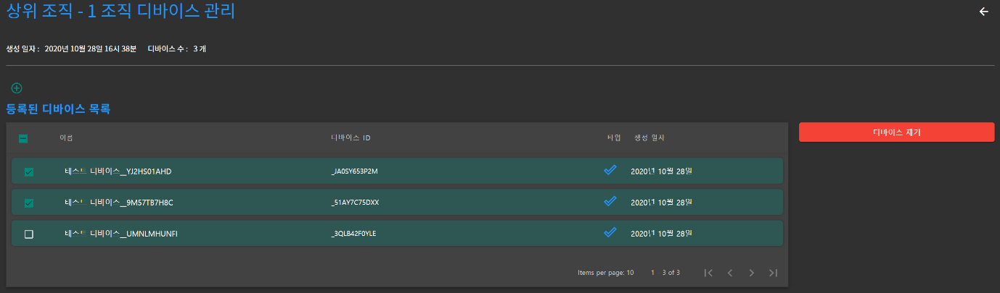 상위 조직 - 1 조직 디바이스 관리
생성 일자 : 2020년 10월 28일 16시 38분 디바이스 수 : 3 개
등록된 디바이스 목록
이름 디바이스 ID 타입 생성 일자
디바이스 제거
테스트 디바이스__YJ2HS01AHD _JA0SY653P2M 2020년 10월 28일
테스트 디바이스__9M57TB7H8C _51AY7C75DXX 2020년 10월 28일
테스트 디바이스__UMNLMHUNFI _3QLB42F0YLE 2020년 10월 28일
Items per page: 10 1 3 of 3